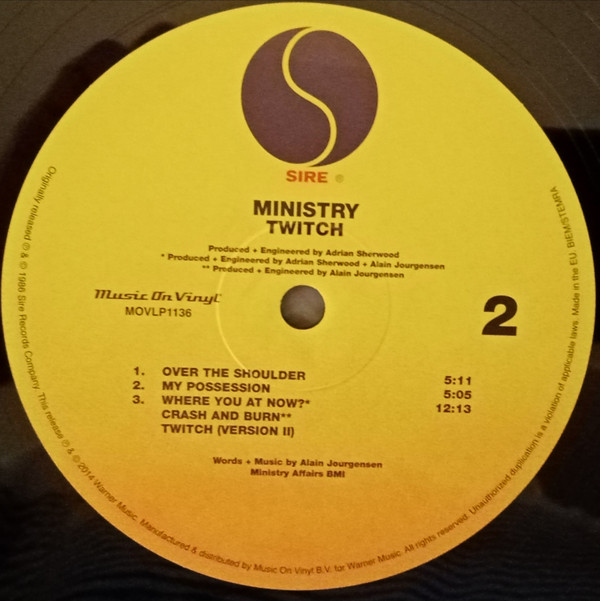 SIRE ®
MINISTRY
TWITCH
Produced + Engineered by Adrian Sherwood
* Produced + Engineered by Adrian Sherwood + Alain Jourgensen
** Produced + Engineered by Alain Jourgensen
Music On Vinyl
MOVLP1136
2
1. OVER THE SHOULDER 5:11
2. MY POSSESSION 5:05
3. WHERE YOU AT NOW?* 12:13
CRASH AND BURN**
TWITCH (VERSION II)
Words + Music by Alain Jourgensen
Ministry Affairs BMI
Originally released ℗ & © 1986 Sire Records Company. This release ℗ & © 2014 Warner Music. Manufactured & distributed by Music On Vinyl B.V. for Warner Music. All rights reserved. Unauthorized duplication is a violation of applicable laws. Made in the EU. BIEM/STEMRA